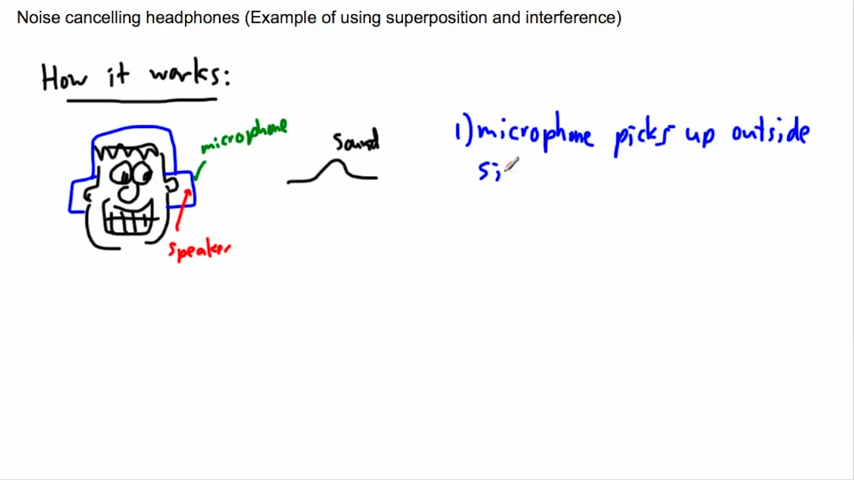 Noise cancelling headphones (Example of using superposition and interference)
How it works:
microphone
sound
speaker
1) microphone picks up outside
si